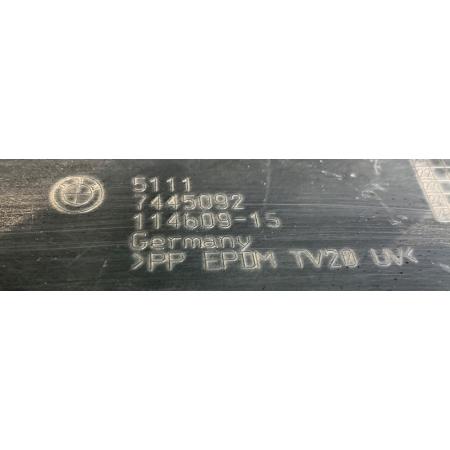 5111
7445092
114609-15
Germany
>PP EPDM TV20 UV<